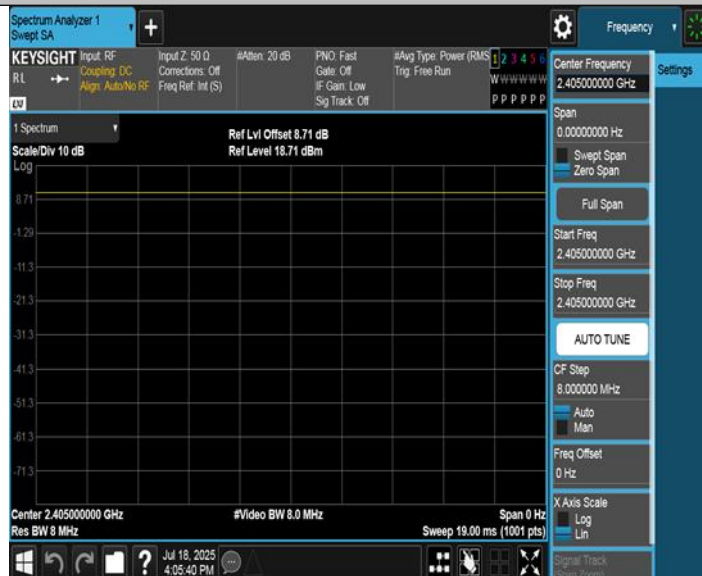 Spectrum Analyzer 1
Swept SA
Frequency
KEYSIGHT
RL
LXI
Input: RF
Coupling: DC
Align: Auto/No RF
Input Z: 50 Ω
Corrections: Off
Freq Ref: Int (S)
#Atten: 20 dB
PNO: Fast
Gate: Off
IF Gain: Low
Sig Track: Off
#Avg Type: Power (RMS
Trig: Free Run
1 2 3 4 5 6
W W W W W W
P P P P P P
1 Spectrum
Scale/Div 10 dB
Ref Lvl Offset 8.71 dB
Ref Level 18.71 dBm
Log
8.71
-1.29
-11.3
-21.3
-31.3
-41.3
-51.3
-61.3
-71.3
Center 2.405000000 GHz
Res BW 8 MHz
#Video BW 8.0 MHz
Span 0 Hz
Sweep 19.00 ms (1001 pts)
Jul 18, 2025
4:05:40 PM
Center Frequency
2.405000000 GHz
Span
0.00000000 Hz
Swept Span
Zero Span
Full Span
Start Freq
2.405000000 GHz
Stop Freq
2.405000000 GHz
AUTO TUNE
CF Step
8.000000 MHz
Auto
Man
Freq Offset
0 Hz
X Axis Scale
Log
Lin
Signal Track
(Span Zoom)
Settings